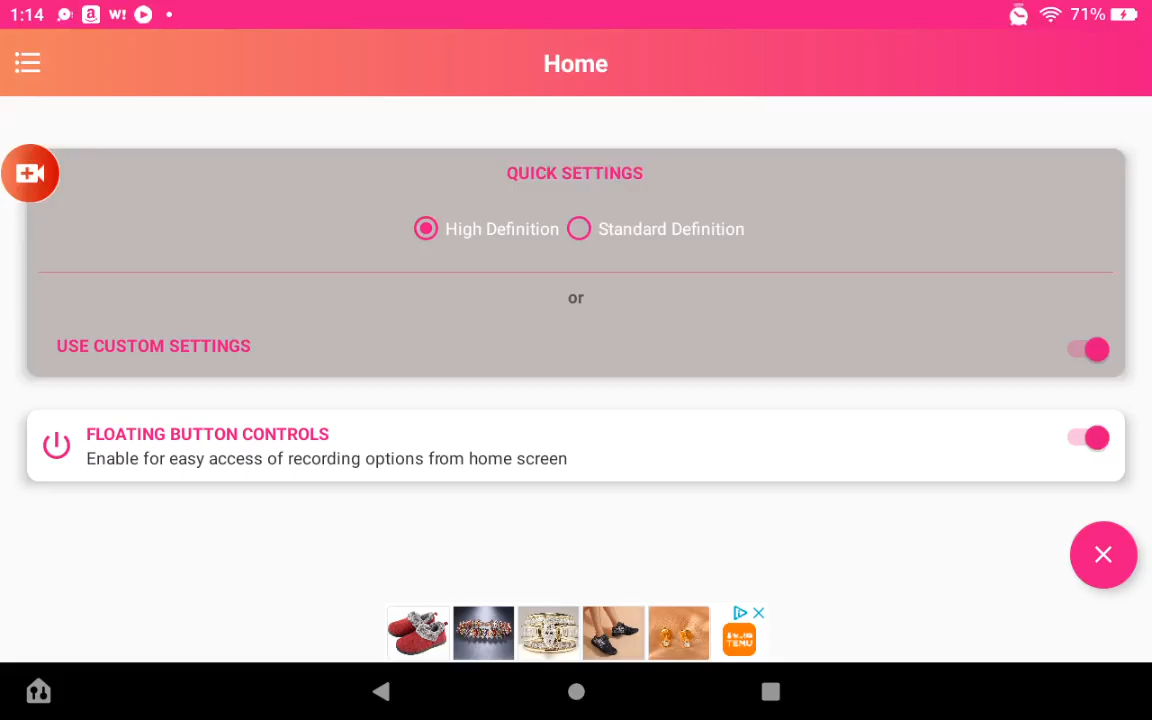 1:14 W! 71%
Home
QUICK SETTINGS
High Definition Standard Definition
or
USE CUSTOM SETTINGS
FLOATING BUTTON CONTROLS
Enable for easy access of recording options from home screen
TEMU